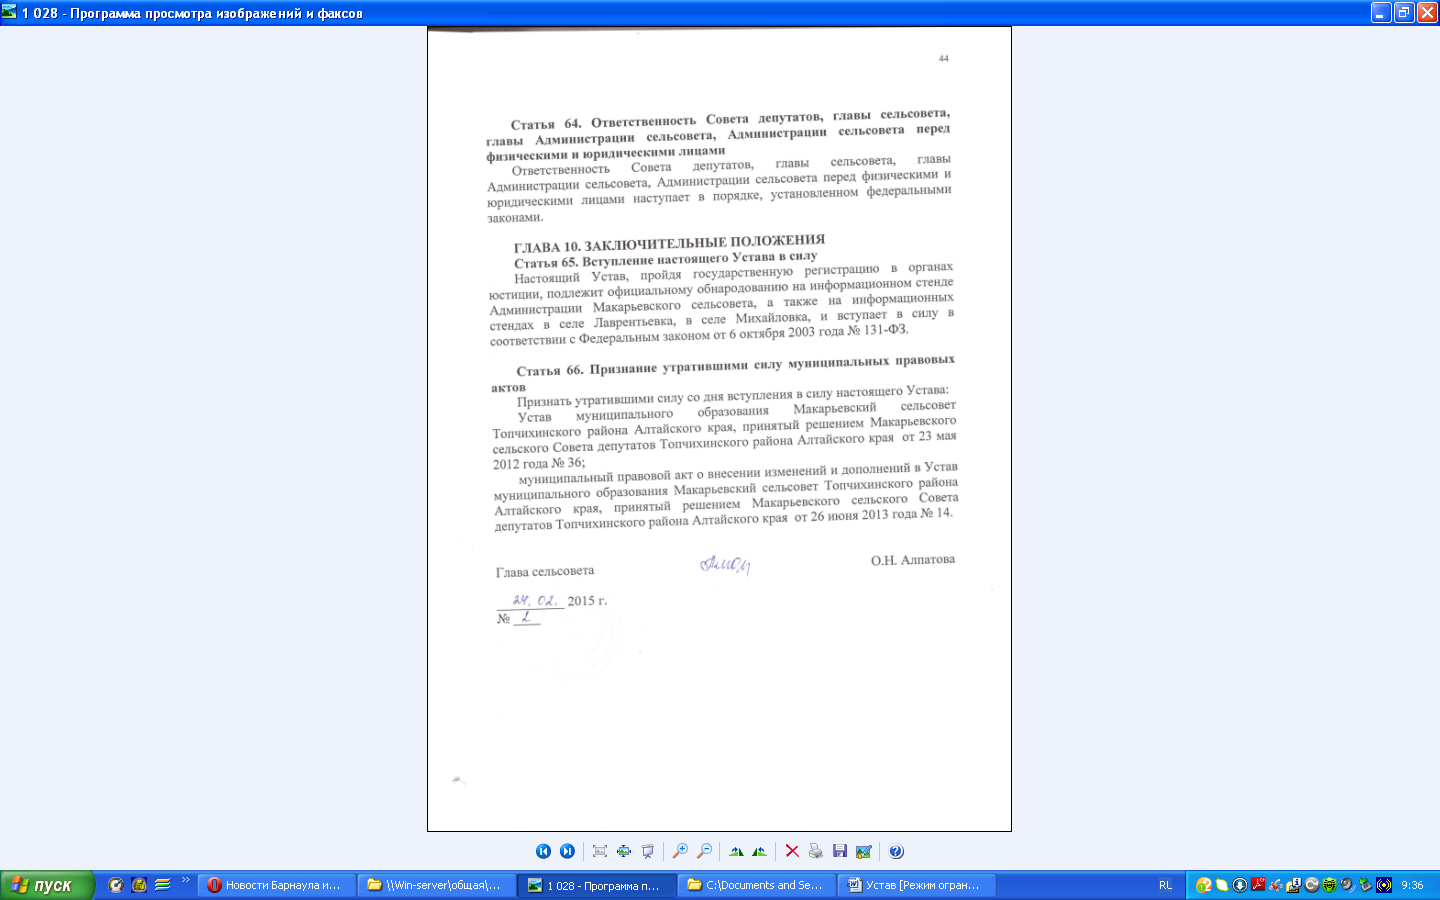 1 028 - Программа просмотра изображений и факсов
44
Статья 64. Ответственность Совета депутатов, главы сельсовета,
главы Администрации сельсовета, Администрации сельсовета перед
физическими и юридическими лицами
Ответственность Совета депутатов, главы сельсовета, главы
Администрации сельсовета, Администрации сельсовета перед физическими и
юридическими лицами наступает в порядке, установленном федеральными
законами.
ГЛАВА 10. ЗАКЛЮЧИТЕЛЬНЫЕ ПОЛОЖЕНИЯ
Статья 65. Вступление настоящего Устава в силу
Настоящий Устав, пройдя государственную регистрацию в органах
юстиции, подлежит официальному обнародованию на информационном стенде
Администрации Макарьевского сельсовета, а также на информационных
стендах в селе Лаврентьевка, в селе Михайловка, и вступает в силу в
соответствии с Федеральным законом от 6 октября 2003 года № 131-ФЗ.
Статья 66. Признание утратившими силу муниципальных правовых
актов
Признать утратившими силу со дня вступления в силу настоящего Устава:
Устав муниципального образования Макарьевский сельсовет
Топчихинского района Алтайского края, принятый решением Макарьевского
сельского Совета депутатов Топчихинского района Алтайского края от 23 мая
2012 года № 36;
муниципальный правовой акт о внесении изменений и дополнений в Устав
муниципального образования Макарьевский сельсовет Топчихинского района
Алтайского края, принятый решением Макарьевского сельского Совета
депутатов Топчихинского района Алтайского края от 26 июня 2013 года № 14.
Глава сельсовета О.Н. Алпатова
24.02. 2015 г.
№ 2
пуск
Новости Барнаула и...
\\Win-server\общая\...
1 028 - Программа п...
C:\Documents and Se...
Устав [Режим огран...
RL
9:36